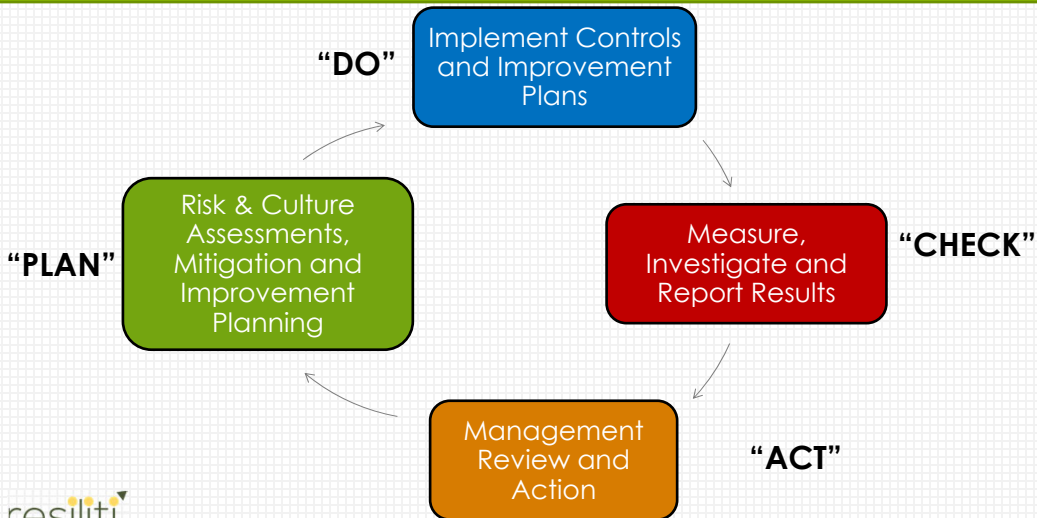 “DO”
Implement Controls
and Improvement
Plans
“PLAN”
Risk & Culture
Assessments,
Mitigation and
Improvement
Planning
Measure,
Investigate and
Report Results
“CHECK”
Management
Review and
Action
“ACT”
resiliti